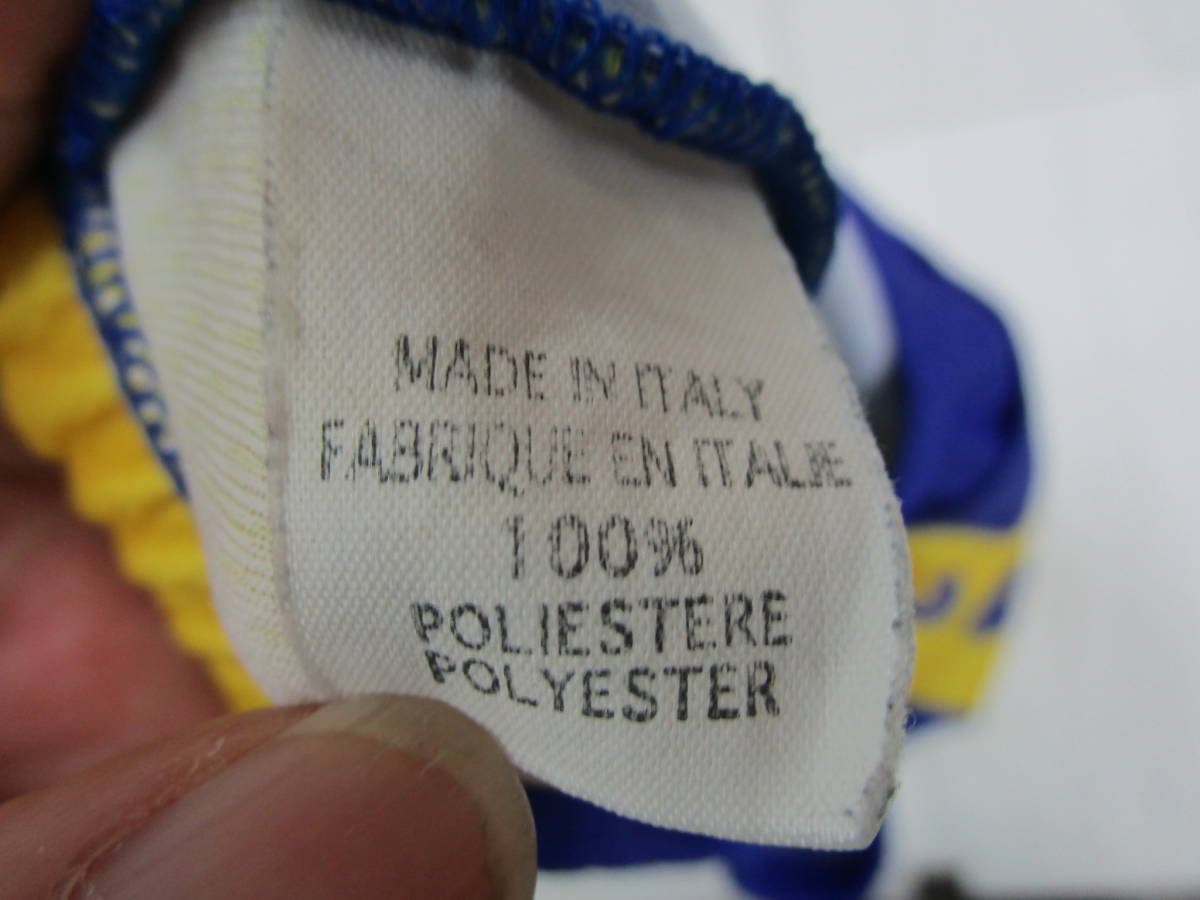 MADE IN ITALY
FABRIQUE EN ITALIE
100%
POLIESTERE
POLYESTER